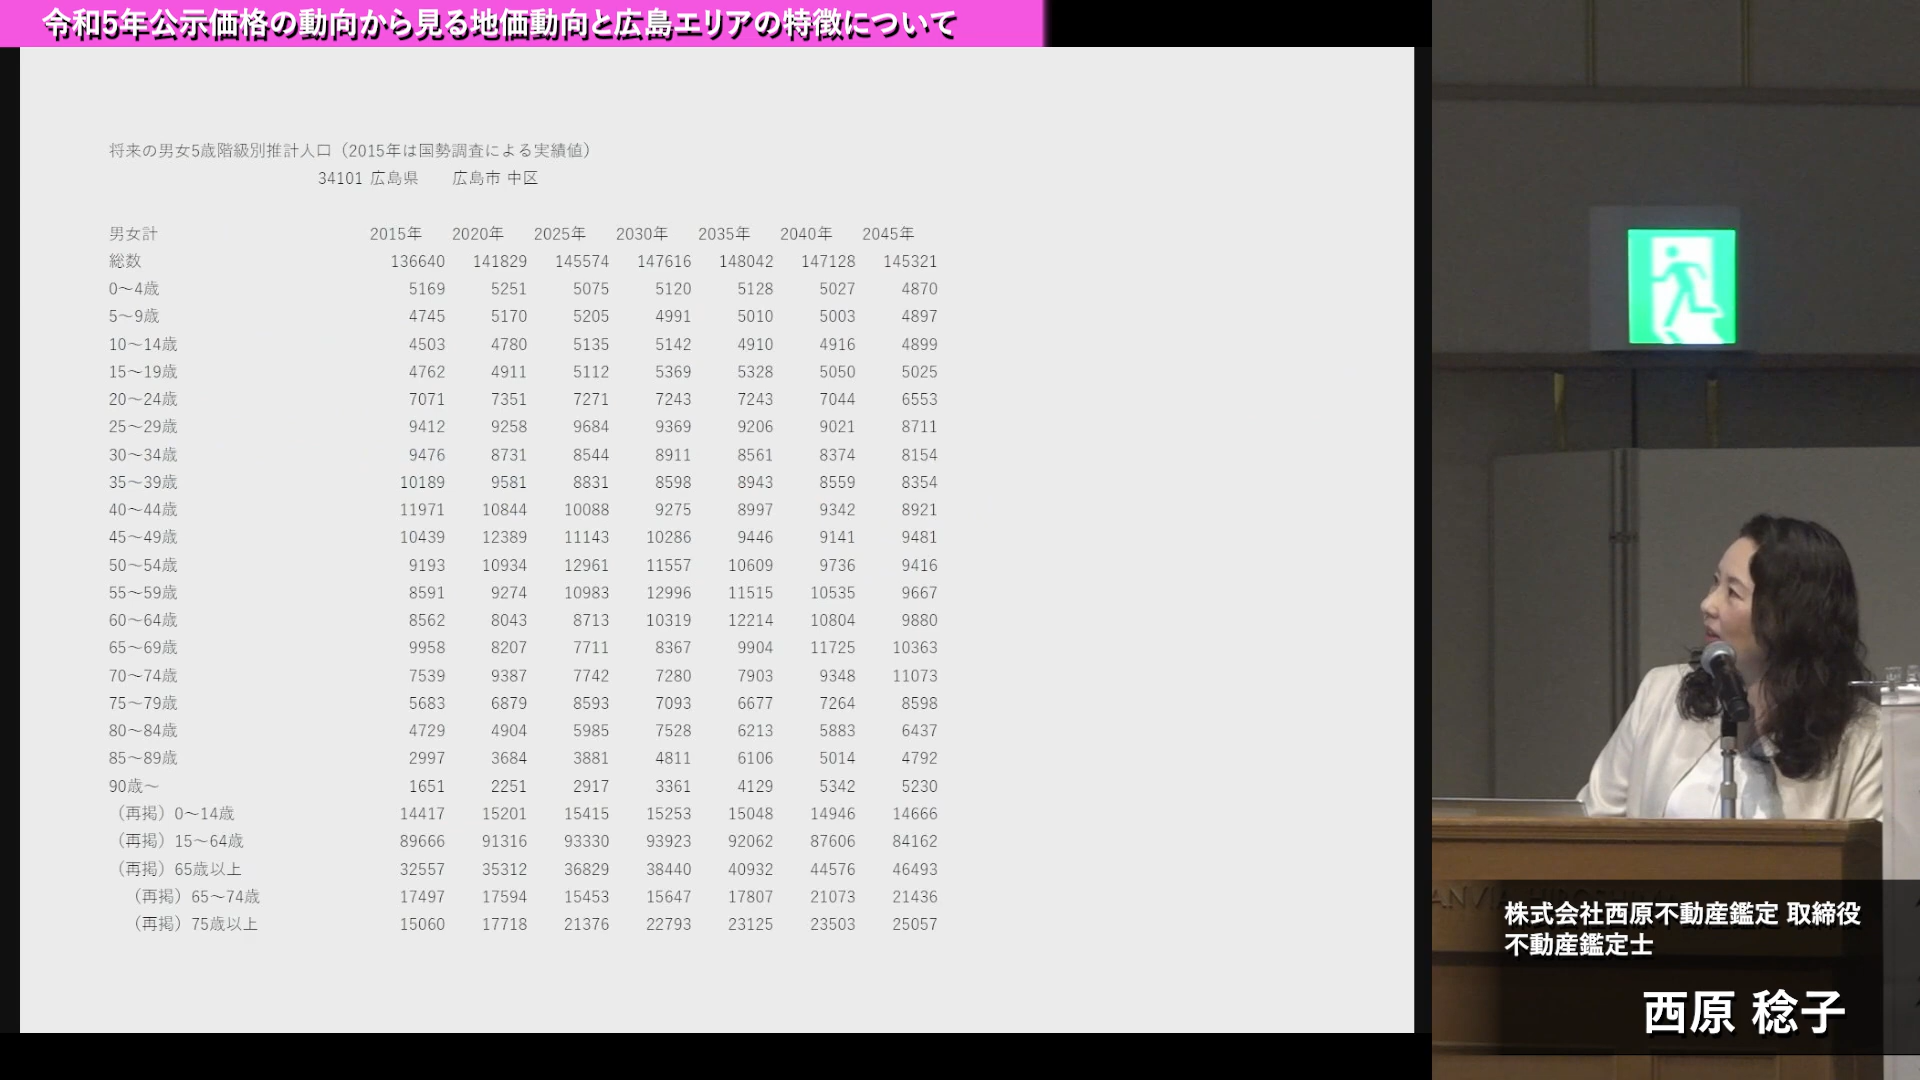 令和5年公示価格の動向から見る地価動向と広島エリアの特徴について
将来の男女5歳階級別推計人口（2015年は国勢調査による実績値）
34101 広島県 広島市 中区
男女計 2015年 2020年 2025年 2030年 2035年 2040年 2045年
総数 136640 141829 145574 147616 148042 147128 145321
0～4歳 5169 5251 5075 5120 5128 5027 4870
5～9歳 4745 5170 5205 4991 5010 5003 4897
10～14歳 4503 4780 5135 5142 4910 4916 4899
15～19歳 4762 4911 5112 5369 5328 5050 5025
20～24歳 7071 7351 7271 7243 7243 7044 6553
25～29歳 9412 9258 9684 9369 9206 9021 8711
30～34歳 9476 8731 8544 8911 8561 8374 8154
35～39歳 10189 9581 8831 8598 8943 8559 8354
40～44歳 11971 10844 10088 9275 8997 9342 8921
45～49歳 10439 12389 11143 10286 9446 9141 9481
50～54歳 9193 10934 12961 11557 10609 9736 9416
55～59歳 8591 9274 10983 12996 11515 10535 9667
60～64歳 8562 8043 8713 10319 12214 10804 9880
65～69歳 9958 8207 7711 8367 9904 11725 10363
70～74歳 7539 9387 7742 7280 7903 9348 11073
75～79歳 5683 6879 8593 7093 6677 7264 8598
80～84歳 4729 4904 5985 7528 6213 5883 6437
85～89歳 2997 3684 3881 4811 6106 5014 4792
90歳～ 1651 2251 2917 3361 4129 5342 5230
（再掲）0～14歳 14417 15201 15415 15253 15048 14946 14666
（再掲）15～64歳 89666 91316 93330 93923 92062 87606 84162
（再掲）65歳以上 32557 35312 36829 38440 40932 44576 46493
（再掲）65～74歳 17497 17594 15453 15647 17807 21073 21436
（再掲）75歳以上 15060 17718 21376 22793 23125 23503 25057
株式会社西原不動産鑑定 取締役
不動産鑑定士
西原 稔子